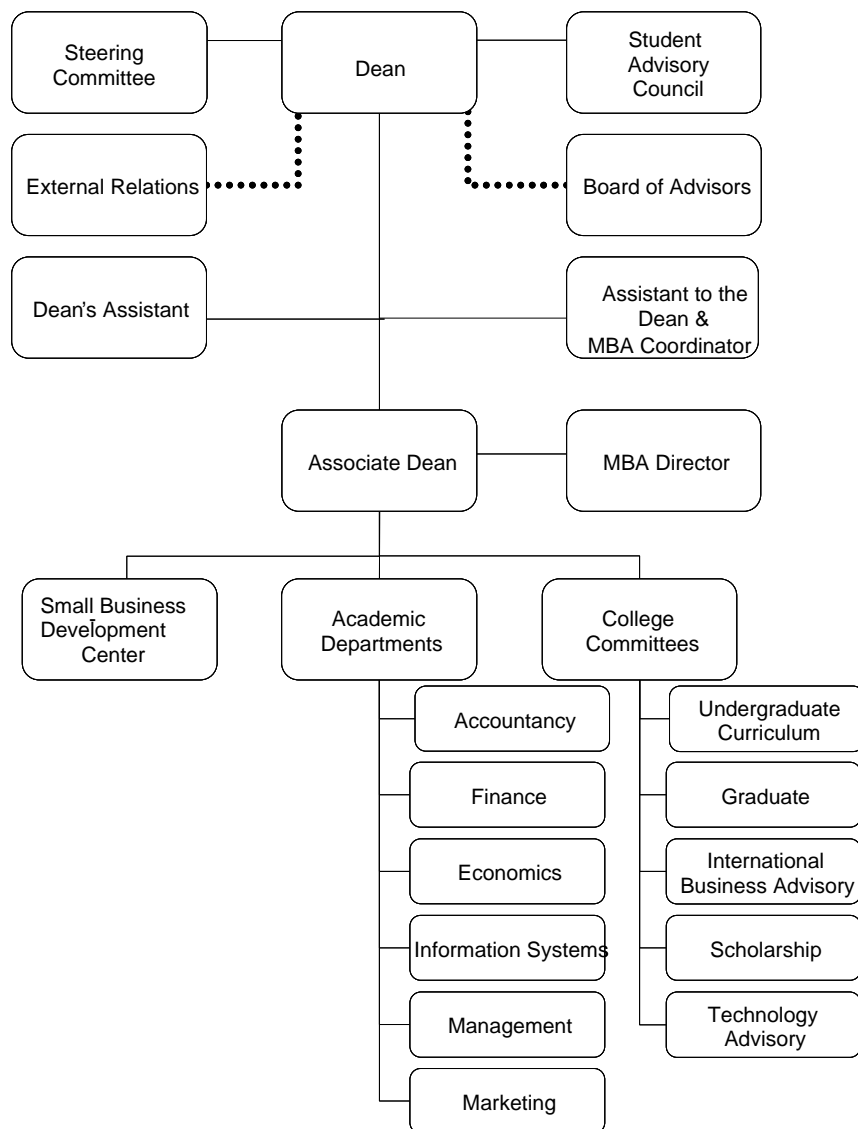 Steering
Committee
Dean
Student
Advisory
Council
External Relations
Board of Advisors
Dean's Assistant
Assistant to the
Dean &
MBA Coordinator
Associate Dean
MBA Director
Small Business
Development
Center
Academic
Departments
College
Committees
Accountancy
Undergraduate
Curriculum
Finance
Graduate
Economics
International
Business Advisory
Information Systems
Scholarship
Management
Technology
Advisory
Marketing